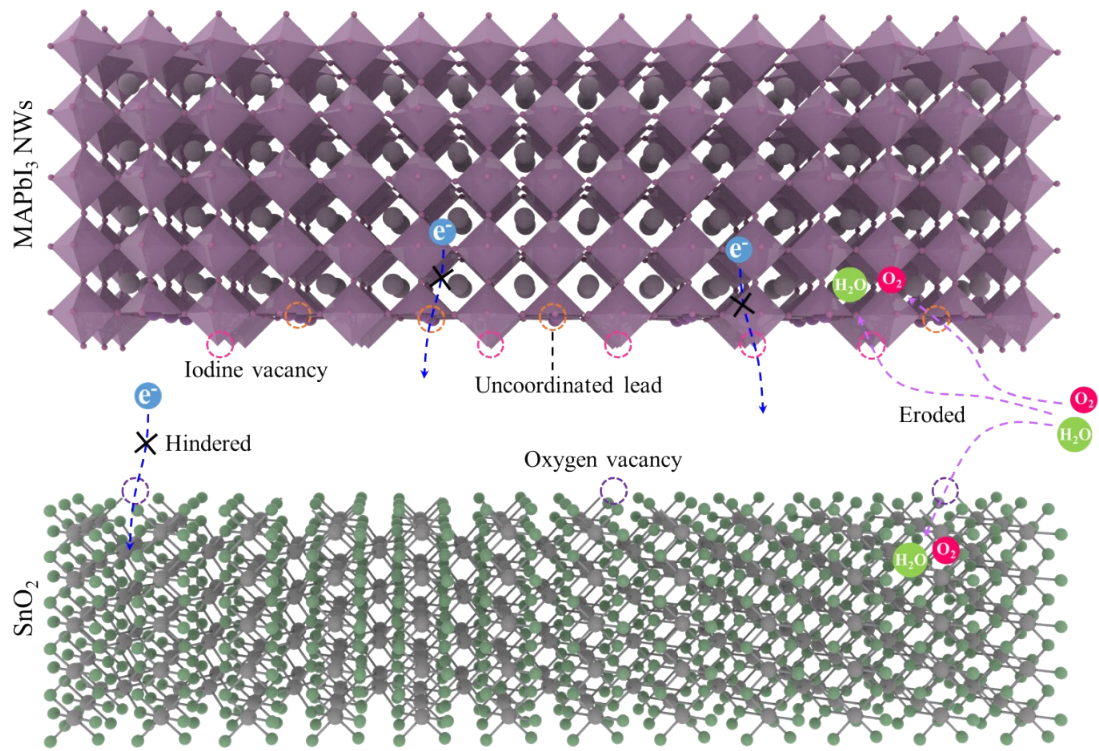 MAPbI₃ NWs
e⁻
e⁻
H₂O
O₂
Iodine vacancy
Uncoordinated lead
e⁻
Eroded
O₂
H₂O
Hindered
Oxygen vacancy
H₂O
O₂
SnO₂